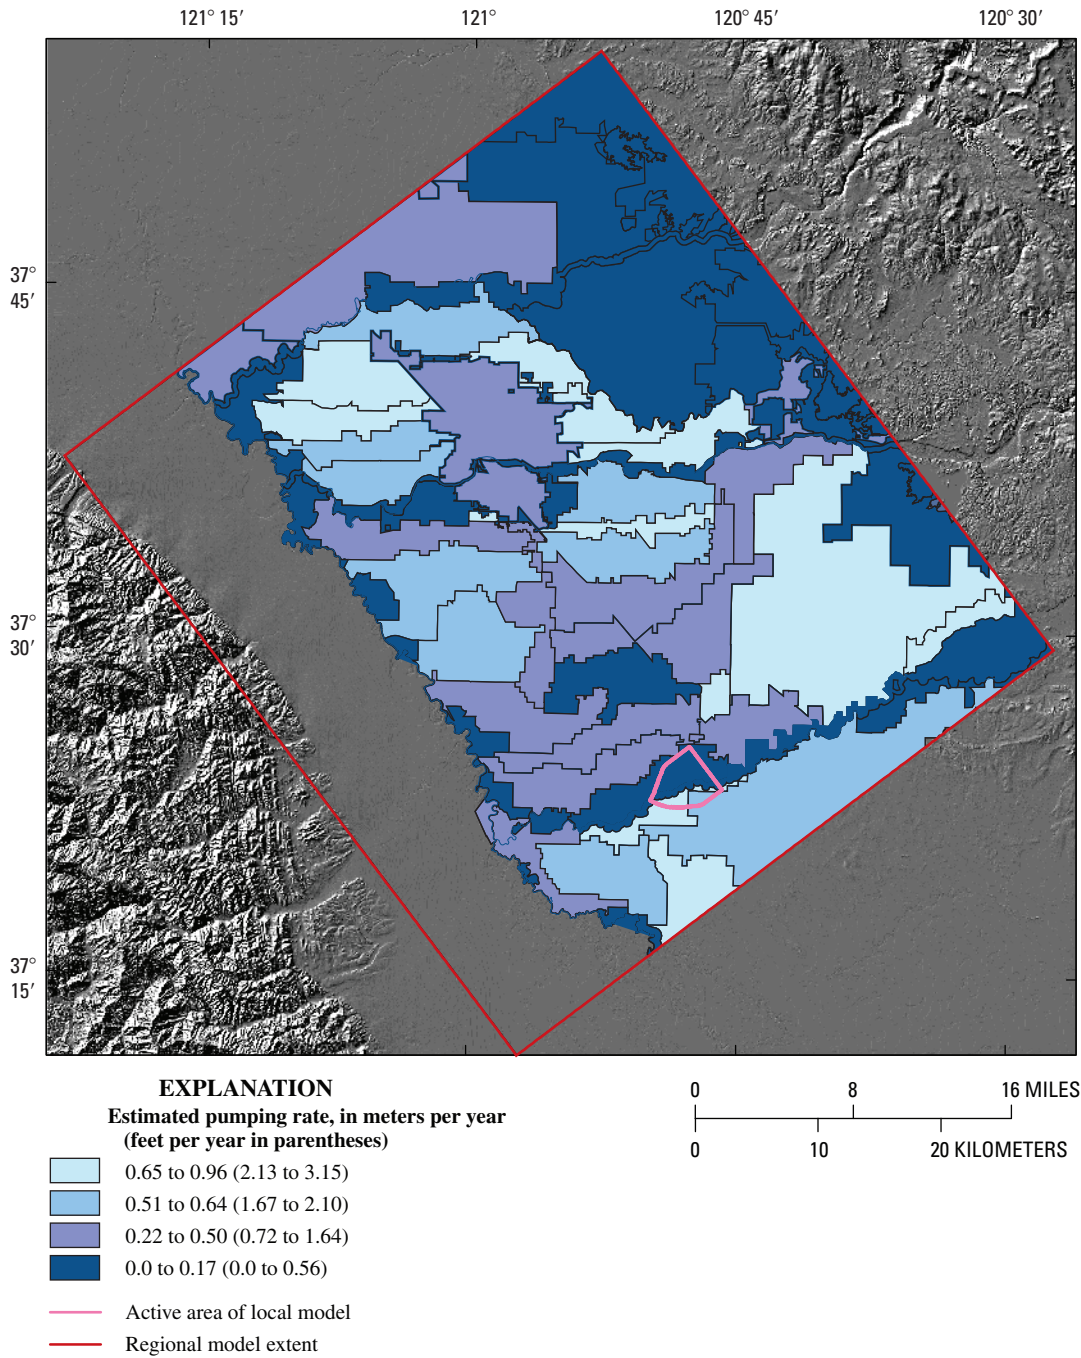 121° 15′
121°
120° 45′
120° 30′
37°
45′
37°
30′
37°
15′
EXPLANATION
Estimated pumping rate, in meters per year
(feet per year in parentheses)
0.65 to 0.96 (2.13 to 3.15)
0.51 to 0.64 (1.67 to 2.10)
0.22 to 0.50 (0.72 to 1.64)
0.0 to 0.17 (0.0 to 0.56)
Active area of local model
Regional model extent
0 8 16 MILES
0 10 20 KILOMETERS